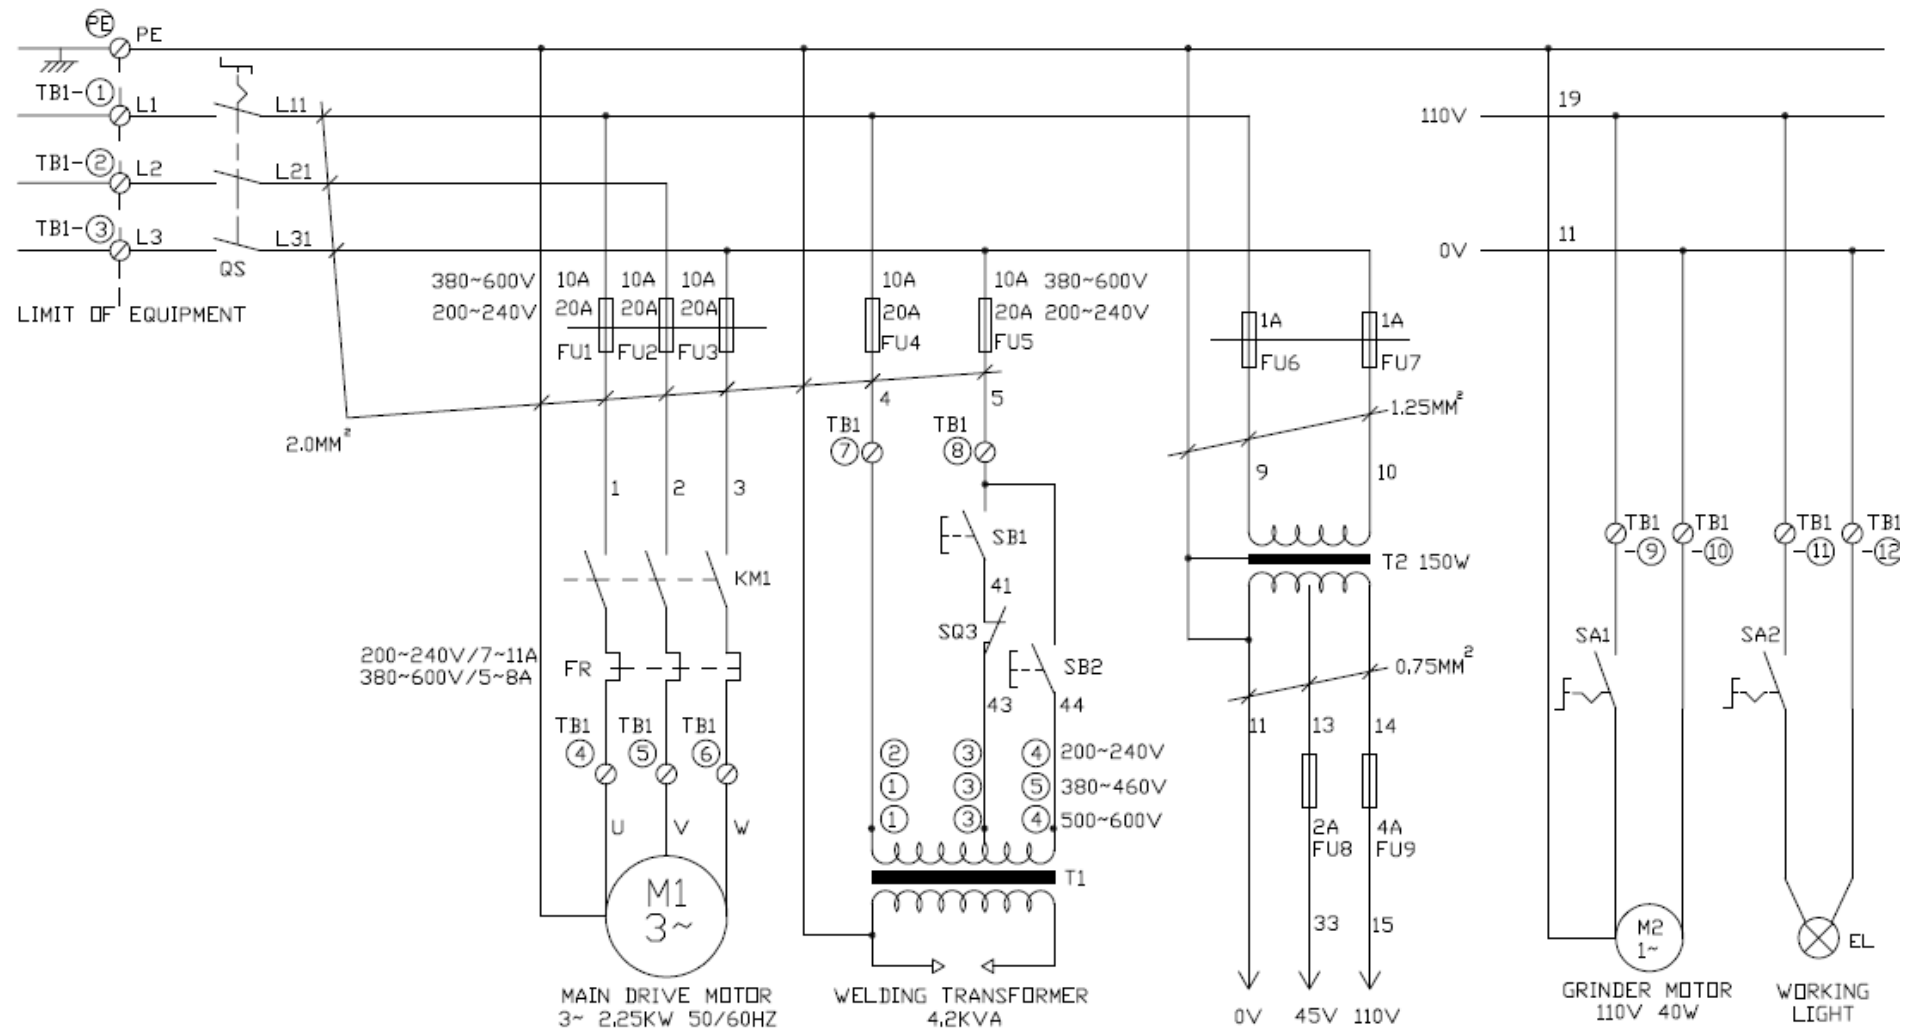 PE
PE
TB1-① L1 L11 19
110V
TB1-② L2 L21
TB1-③ L3 L31 11
0V
QS
LIMIT OF EQUIPMENT
380~600V 10A 10A 10A 10A 10A 380~600V
200~240V 20A 20A 20A 20A 20A 200~240V
FU1 FU2 FU3 FU4 FU5
1A 1A
FU6 FU7
4 5
1.25MM²
2.0MM²
TB1 TB1
⑦ ⑧
9 10
1 2 3
SB1
TB1 TB1 TB1 TB1
-⑨ -⑩ -⑪ -⑫
T2 150W
KM1
41
SQ3
SA1 SA2
200~240V/7~11A
380~600V/5~8A
FR
SB2
0.75MM²
43 44
TB1 TB1 TB1
④ ⑤ ⑥
11 13 14
② ③ ④ 200~240V
① ③ ⑤ 380~460V
① ③ ④ 500~600V
U V W
2A 4A
FU8 FU9
T1
M1
3~
33 15
M2
1~
EL
MAIN DRIVE MOTOR
3~ 2.25KW 50/60HZ
WELDING TRANSFORMER
4.2KVA
0V 45V 110V
GRINDER MOTOR
110V 40W
WORKING
LIGHT